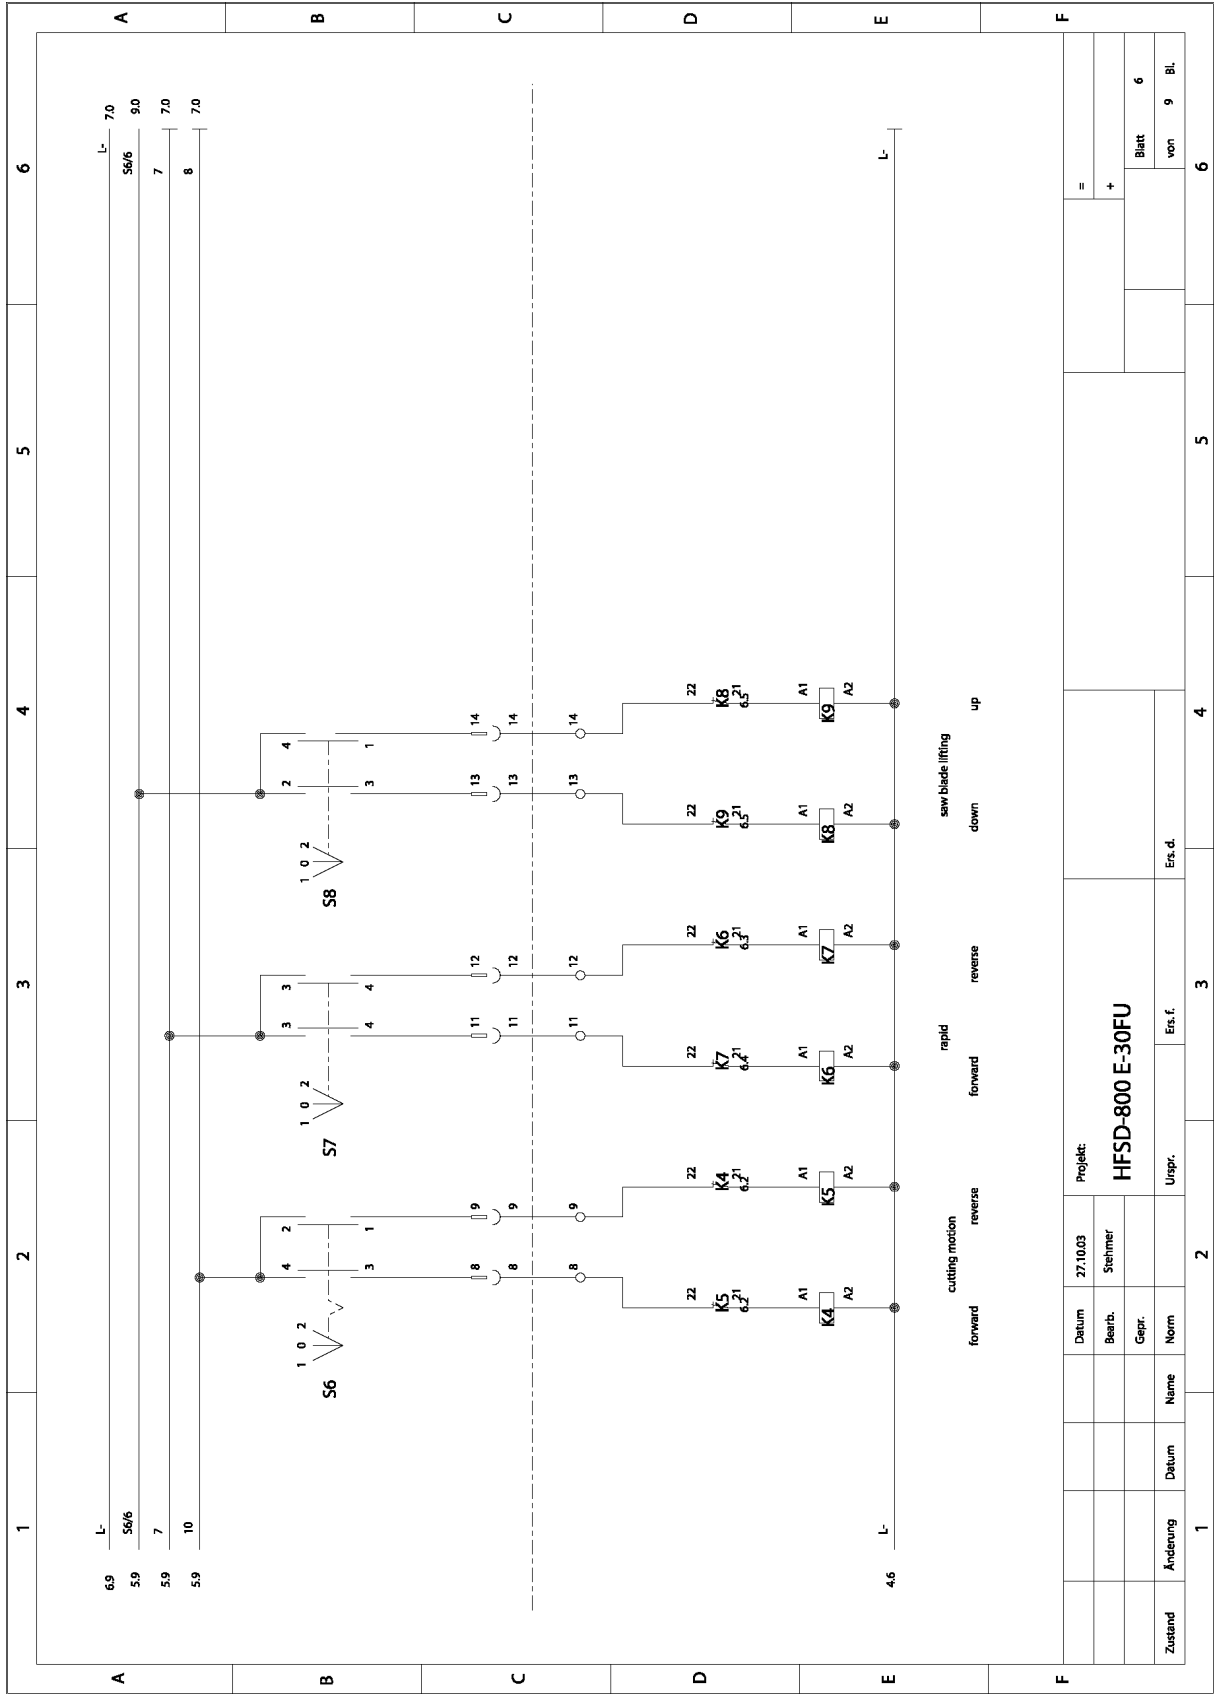 1 2 3 4 5 6
A B C D E F
6.9 L- L- 7.0
5.9 S6/6 S6/6 9.0
5.9 7 7 7.0
5.9 10 8 7.0
1 0 2 1 0 2 1 0 2
S6 S7 S8
4 2 3 3 2 4
3 1 4 4 3 1
8 9 11 12 13 14
8 9 11 12 13 14
8 9 11 12 13 14
22 22 22 22 22 22
K5 K4 K7 K6 K9 K8
21 21 21 21 21 21
6.2 6.2 6.4 6.3 6.5 6.5
A1 A1 A1 A1 A1 A1
K4 K5 K6 K7 K8 K9
A2 A2 A2 A2 A2 A2
4.6 L- L-
cutting motion rapid saw blade lifting
forward reverse forward reverse down up
Datum 27.10.03 Projekt: =
Bearb. Stehmer HFSD-800 E-30FU +
Gepr. Blatt 6
Zustand Änderung Datum Name Norm Urspr. Ers. f. Ers. d. von 9 Bl.
A B C D E F
1 2 3 4 5 6